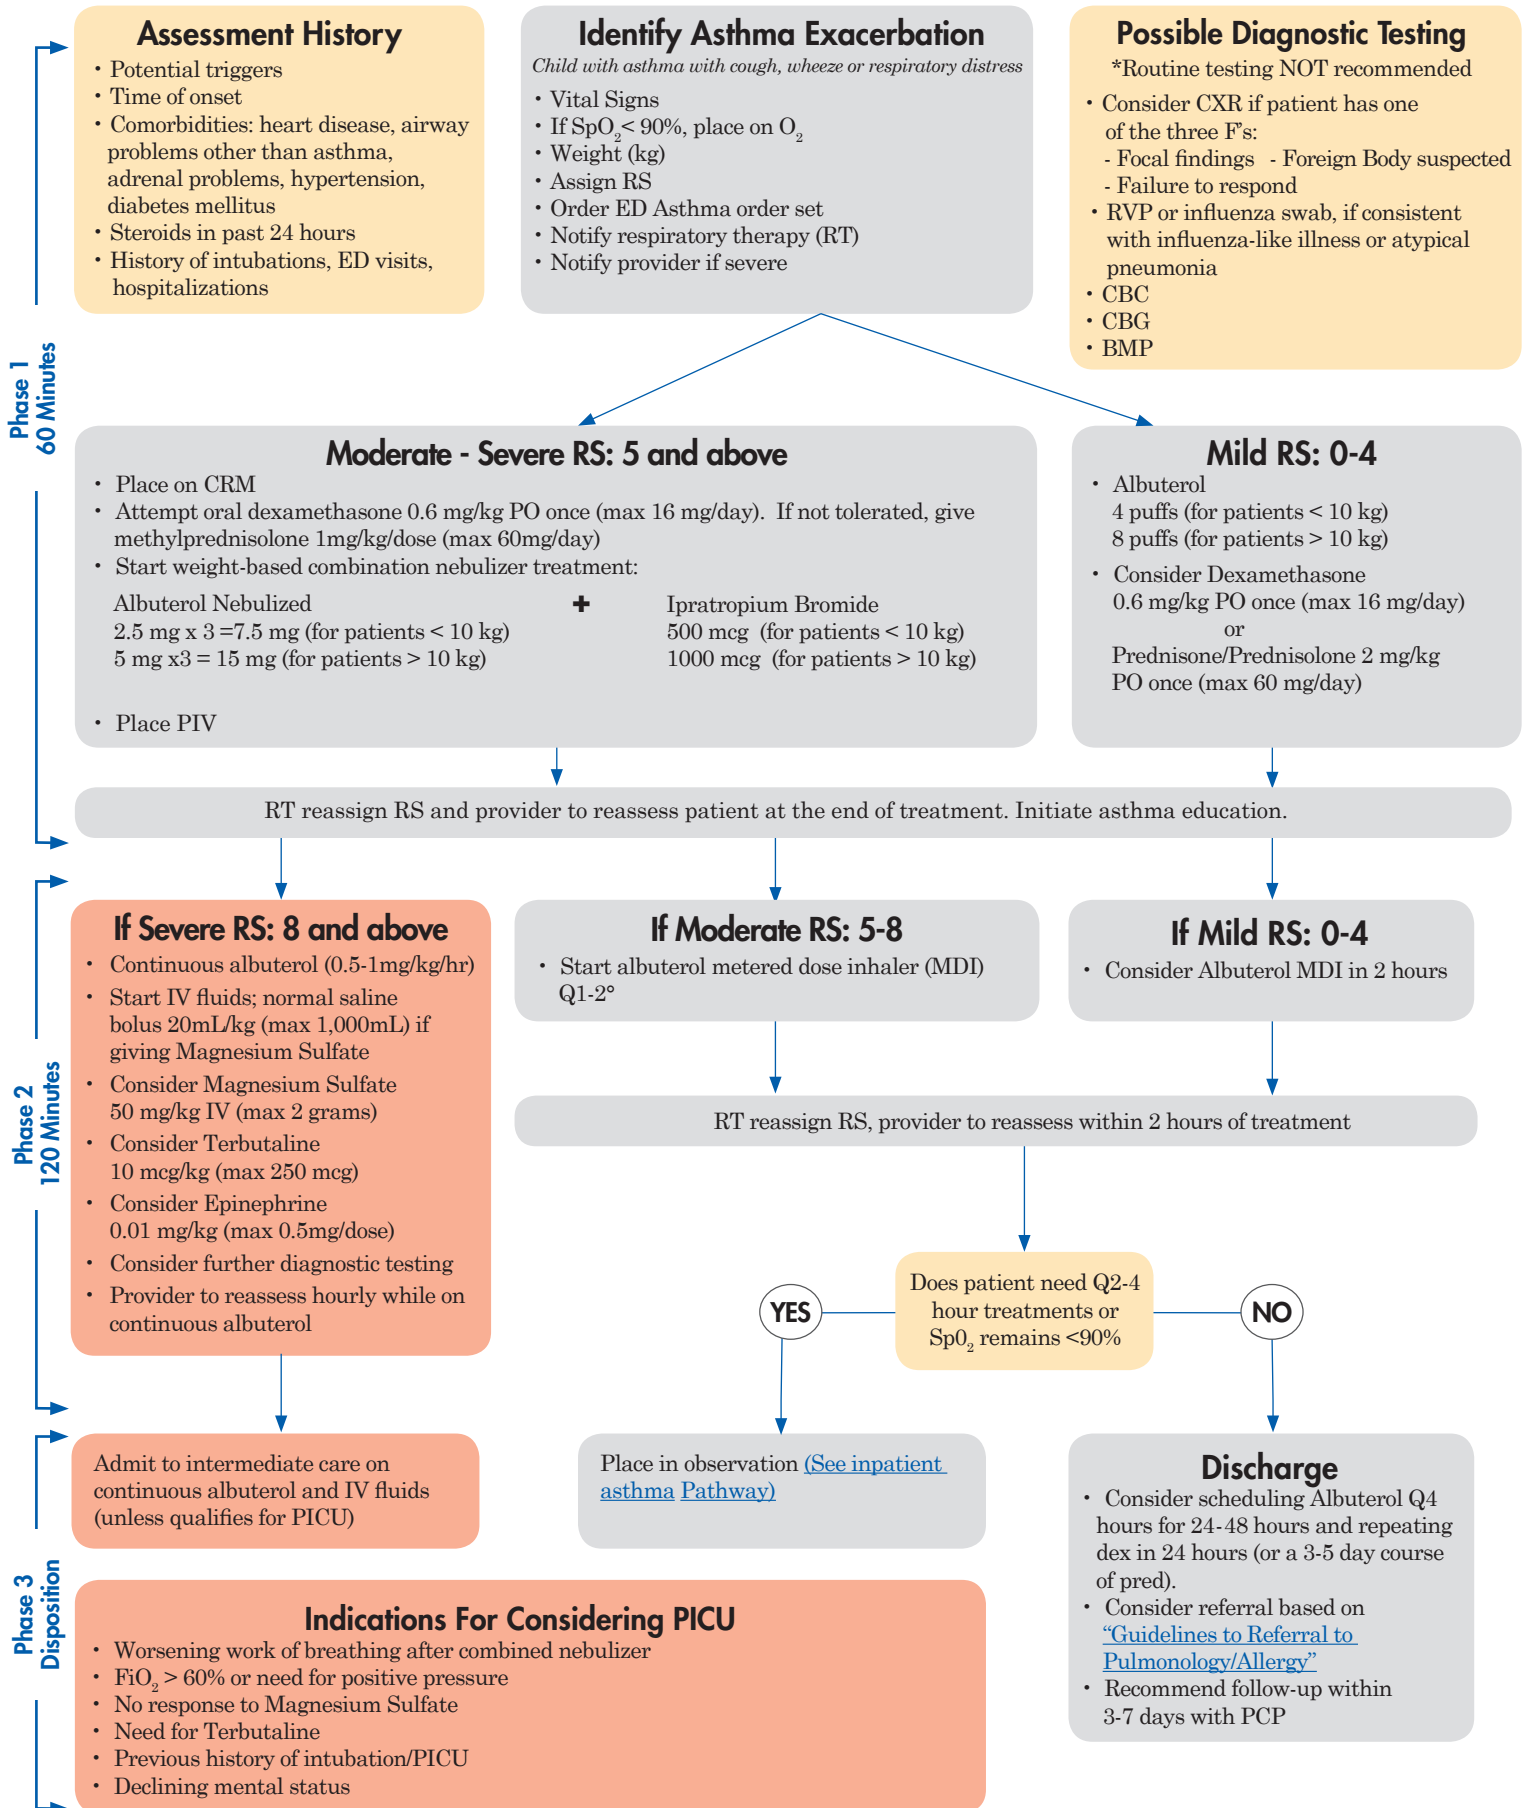 Assessment History
• Potential triggers
• Time of onset
• Comorbidities: heart disease, airway
problems other than asthma,
adrenal problems, hypertension,
diabetes mellitus
• Steroids in past 24 hours
• History of intubations, ED visits,
hospitalizations
Identify Asthma Exacerbation
Child with asthma with cough, wheeze or respiratory distress
• Vital Signs
• If SpO₂< 90%, place on O₂
• Weight (kg)
• Assign RS
• Order ED Asthma order set
• Notify respiratory therapy (RT)
• Notify provider if severe
Possible Diagnostic Testing
*Routine testing NOT recommended
• Consider CXR if patient has one
of the three F's:
- Focal findings - Foreign Body suspected
- Failure to respond
• RVP or influenza swab, if consistent
with influenza-like illness or atypical
pneumonia
• CBC
• CBG
• BMP
Phase 1
60 Minutes
Moderate - Severe RS: 5 and above
• Place on CRM
• Attempt oral dexamethasone 0.6 mg/kg PO once (max 16 mg/day). If not tolerated, give
methylprednisolone 1mg/kg/dose (max 60mg/day)
• Start weight-based combination nebulizer treatment:
Albuterol Nebulized
2.5 mg x 3 =7.5 mg (for patients < 10 kg)
5 mg x3 = 15 mg (for patients > 10 kg)
+
Ipratropium Bromide
500 mcg (for patients < 10 kg)
1000 mcg (for patients > 10 kg)
• Place PIV
Mild RS: 0-4
• Albuterol
4 puffs (for patients < 10 kg)
8 puffs (for patients > 10 kg)
• Consider Dexamethasone
0.6 mg/kg PO once (max 16 mg/day)
or
Prednisone/Prednisolone 2 mg/kg
PO once (max 60 mg/day)
RT reassign RS and provider to reassess patient at the end of treatment. Initiate asthma education.
Phase 2
120 Minutes
If Severe RS: 8 and above
• Continuous albuterol (0.5-1mg/kg/hr)
• Start IV fluids; normal saline
bolus 20mL/kg (max 1,000mL) if
giving Magnesium Sulfate
• Consider Magnesium Sulfate
50 mg/kg IV (max 2 grams)
• Consider Terbutaline
10 mcg/kg (max 250 mcg)
• Consider Epinephrine
0.01 mg/kg (max 0.5mg/dose)
• Consider further diagnostic testing
• Provider to reassess hourly while on
continuous albuterol
If Moderate RS: 5-8
• Start albuterol metered dose inhaler (MDI)
Q1-2°
If Mild RS: 0-4
• Consider Albuterol MDI in 2 hours
RT reassign RS, provider to reassess within 2 hours of treatment
YES
Does patient need Q2-4
hour treatments or
Sp0₂ remains <90%
NO
Phase 3
Disposition
Admit to intermediate care on
continuous albuterol and IV fluids
(unless qualifies for PICU)
Place in observation (See inpatient
asthma Pathway)
Discharge
• Consider scheduling Albuterol Q4
hours for 24-48 hours and repeating
dex in 24 hours (or a 3-5 day course
of pred).
• Consider referral based on
“Guidelines to Referral to
Pulmonology/Allergy”
• Recommend follow-up within
3-7 days with PCP
Indications For Considering PICU
• Worsening work of breathing after combined nebulizer
• FiO₂ > 60% or need for positive pressure
• No response to Magnesium Sulfate
• Need for Terbutaline
• Previous history of intubation/PICU
• Declining mental status